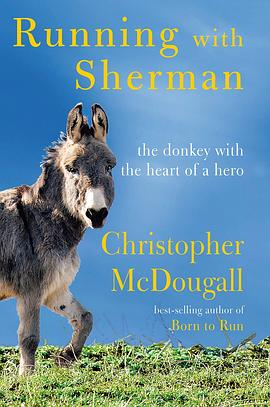 Running with
Sherman
the donkey with
the heart of a hero
Christopher
McDougall
best-selling author of
Born to Run